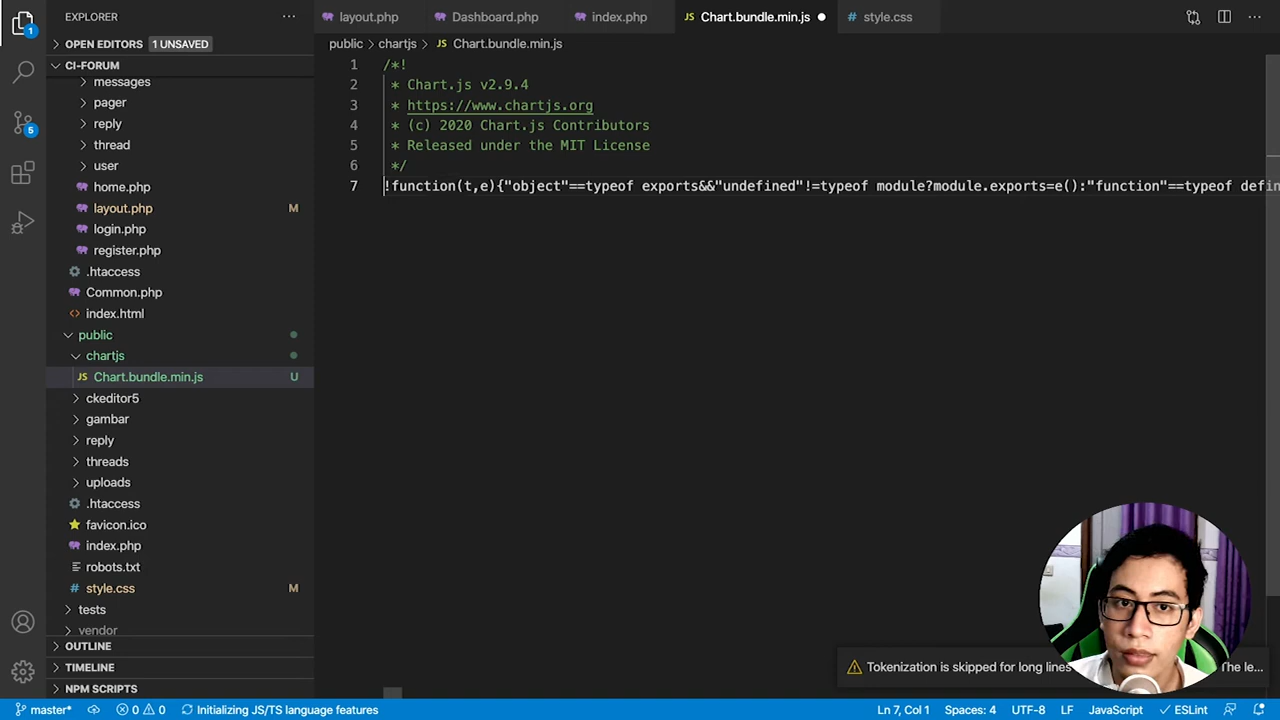 EXPLORER
OPEN EDITORS 1 UNSAVED
CI-FORUM
messages
pager
reply
thread
user
home.php
layout.php M
login.php
register.php
.htaccess
Common.php
index.html
public
chartjs
JS Chart.bundle.min.js U
ckeditor5
gambar
reply
threads
uploads
.htaccess
favicon.ico
index.php
robots.txt
# style.css M
tests
vendor
OUTLINE
TIMELINE
NPM SCRIPTS
1
5
layout.php Dashboard.php index.php JS Chart.bundle.min.js # style.css
public > chartjs > JS Chart.bundle.min.js
1 /*!
2 * Chart.js v2.9.4
3 * https://www.chartjs.org
4 * (c) 2020 Chart.js Contributors
5 * Released under the MIT License
6 */
7 !function(t,e){"object"==typeof exports&&"undefined"!=typeof module?module.exports=e():"function"==typeof defin
Tokenization is skipped for long lines The le...
master* 0 0 Initializing JS/TS language features Ln 7, Col 1 Spaces: 4 UTF-8 LF JavaScript ESLint